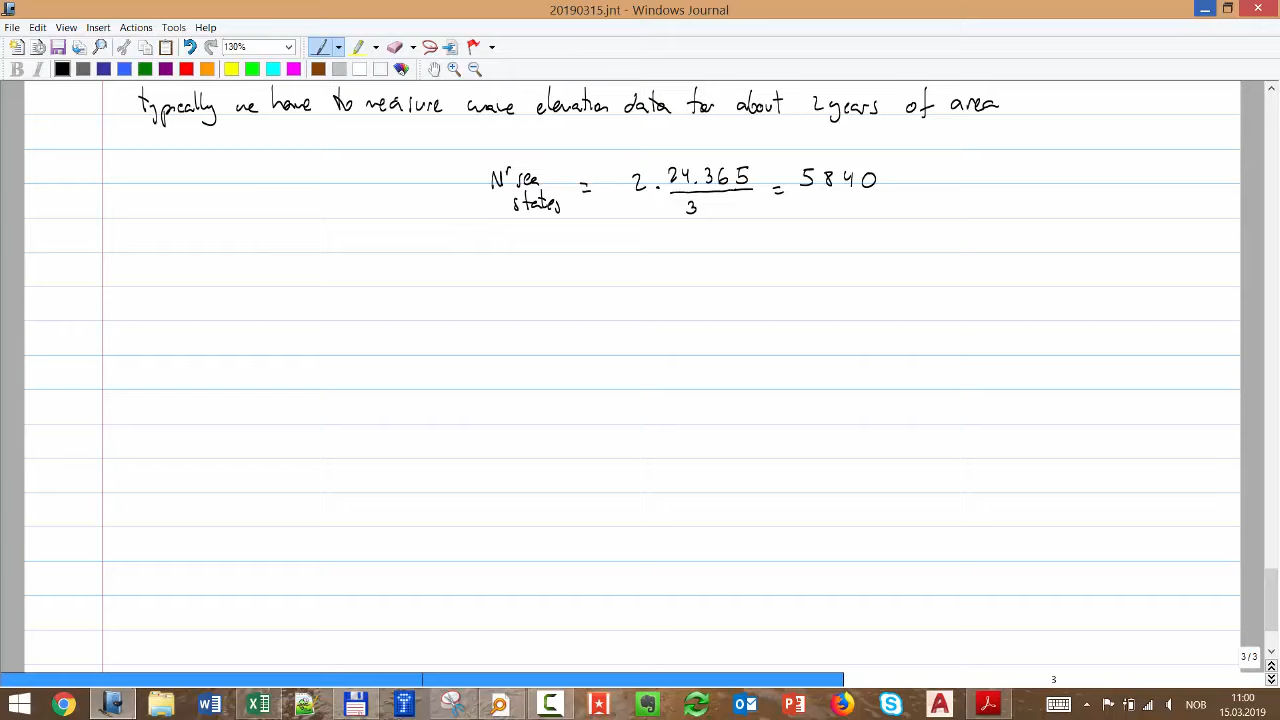 20190315.jnt - Windows Journal
File Edit View Insert Actions Tools Help
130%
B I
typically we have to measure wave elevation data for about 2 years of area
Nr sea states = 2 · 24.365 / 3 = 5840
3 / 3
3
NOB
11:00
15.03.2019